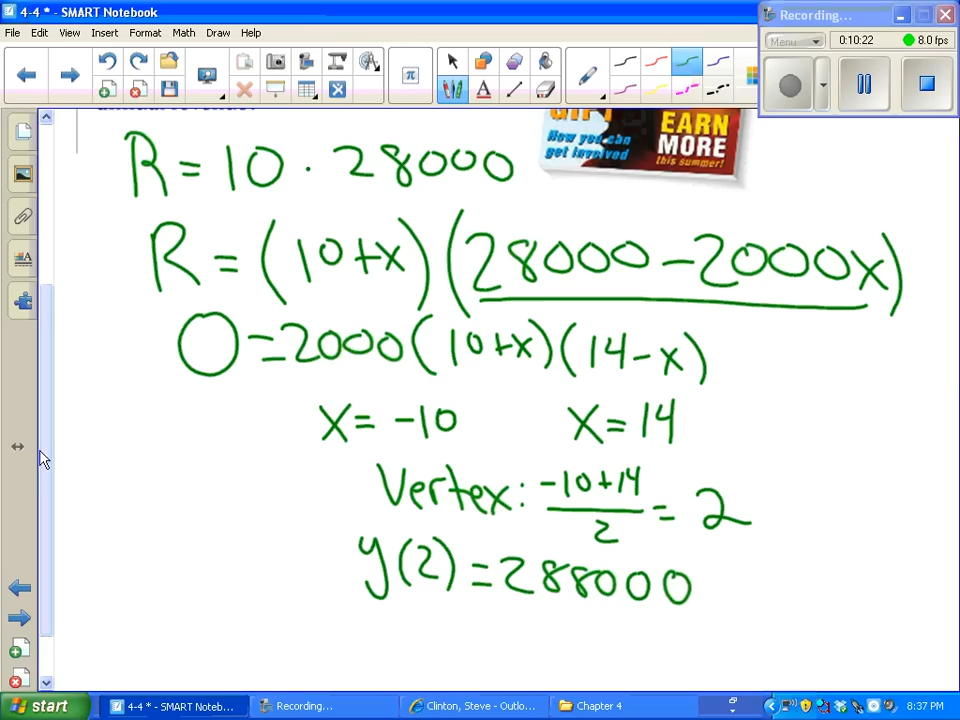 4-4 * - SMART Notebook
Recording...
File Edit View Insert Format Math Draw Help
Menu 0:10:22 8.0 fps
annual revenue?
How you can
get involved
EARN
MORE
this summer!
R = 10 · 28000
R = (10+x)(28000-2000x)
0 = 2000(10+x)(14-x)
x = -10 x = 14
Vertex: -10+14 / 2 = 2
y(2) = 288000
start 4-4 * - SMART Noteb... Recording... Clinton, Steve - Outlo... Chapter 4 8:37 PM